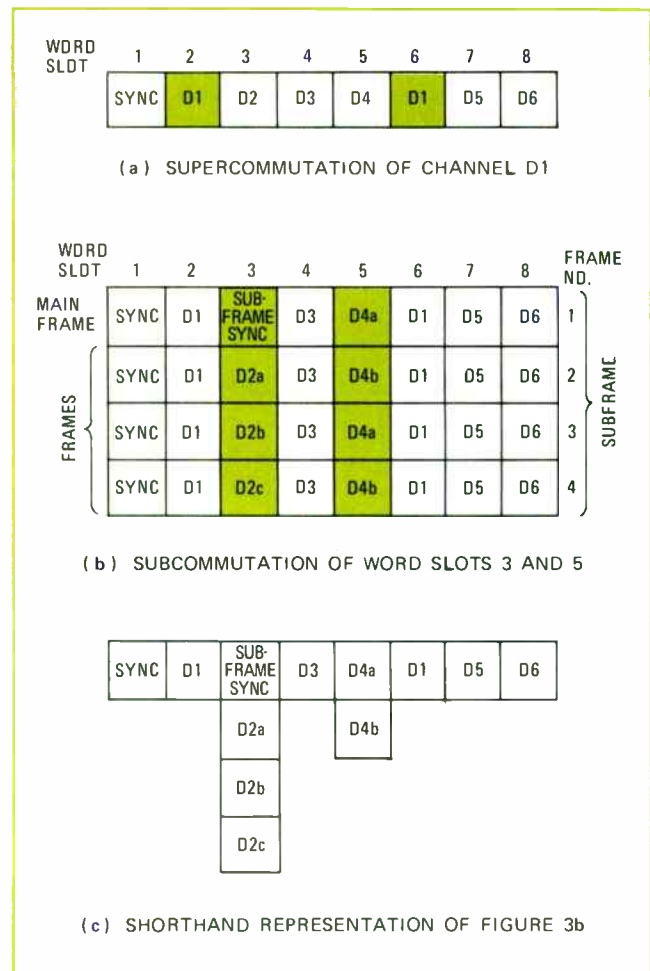 WORD SLOT 1 2 3 4 5 6 7 8
SYNC D1 D2 D3 D4 D1 D5 D6
(a) SUPERCOMMUTATION OF CHANNEL D1
WORD SLOT 1 2 3 4 5 6 7 8 FRAME NO.
MAIN FRAME SYNC D1 SUB-FRAME SYNC D3 D4a D1 D5 D6 1
SYNC D1 D2a D3 D4b D1 D5 D6 2
SYNC D1 D2b D3 D4a D1 D5 D6 3
SYNC D1 D2c D3 D4b D1 D5 D6 4
FRAMES
SUBFRAME
(b) SUBCOMMUTATION OF WORD SLOTS 3 AND 5
SYNC D1 SUB-FRAME SYNC D3 D4a D1 D5 D6
D2a D4b
D2b
D2c
(c) SHORTHAND REPRESENTATION OF FIGURE 3b